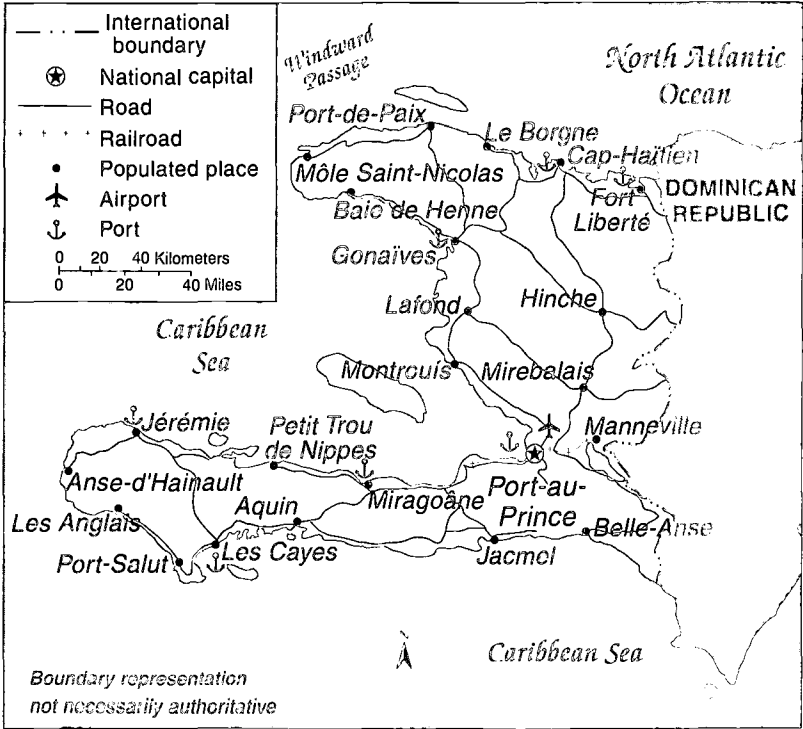 International
boundary
National capital
Road
Railroad
Populated place
Airport
Port
0 20 40 Kilometers
0 20 40 Miles
Windward
Passage
North Atlantic
Ocean
Port-de-Paix
Le Borgne
Cap-Haïtien
Môle Saint-Nicolas
Fort
Liberté
DOMINICAN
REPUBLIC
Baie de Henne
Gonaïves
Lafond
Hinche
Caribbean
Sea
Montrouis
Mirebalais
Jérémie
Petit Trou
de Nippes
Manneville
Anse-d'Hainault
Miragoâne
Port-au-
Prince
Les Anglais
Aquin
Belle-Anse
Port-Salut
Les Cayes
Jacmel
Caribbean Sea
Boundary representation
not necessarily authoritative